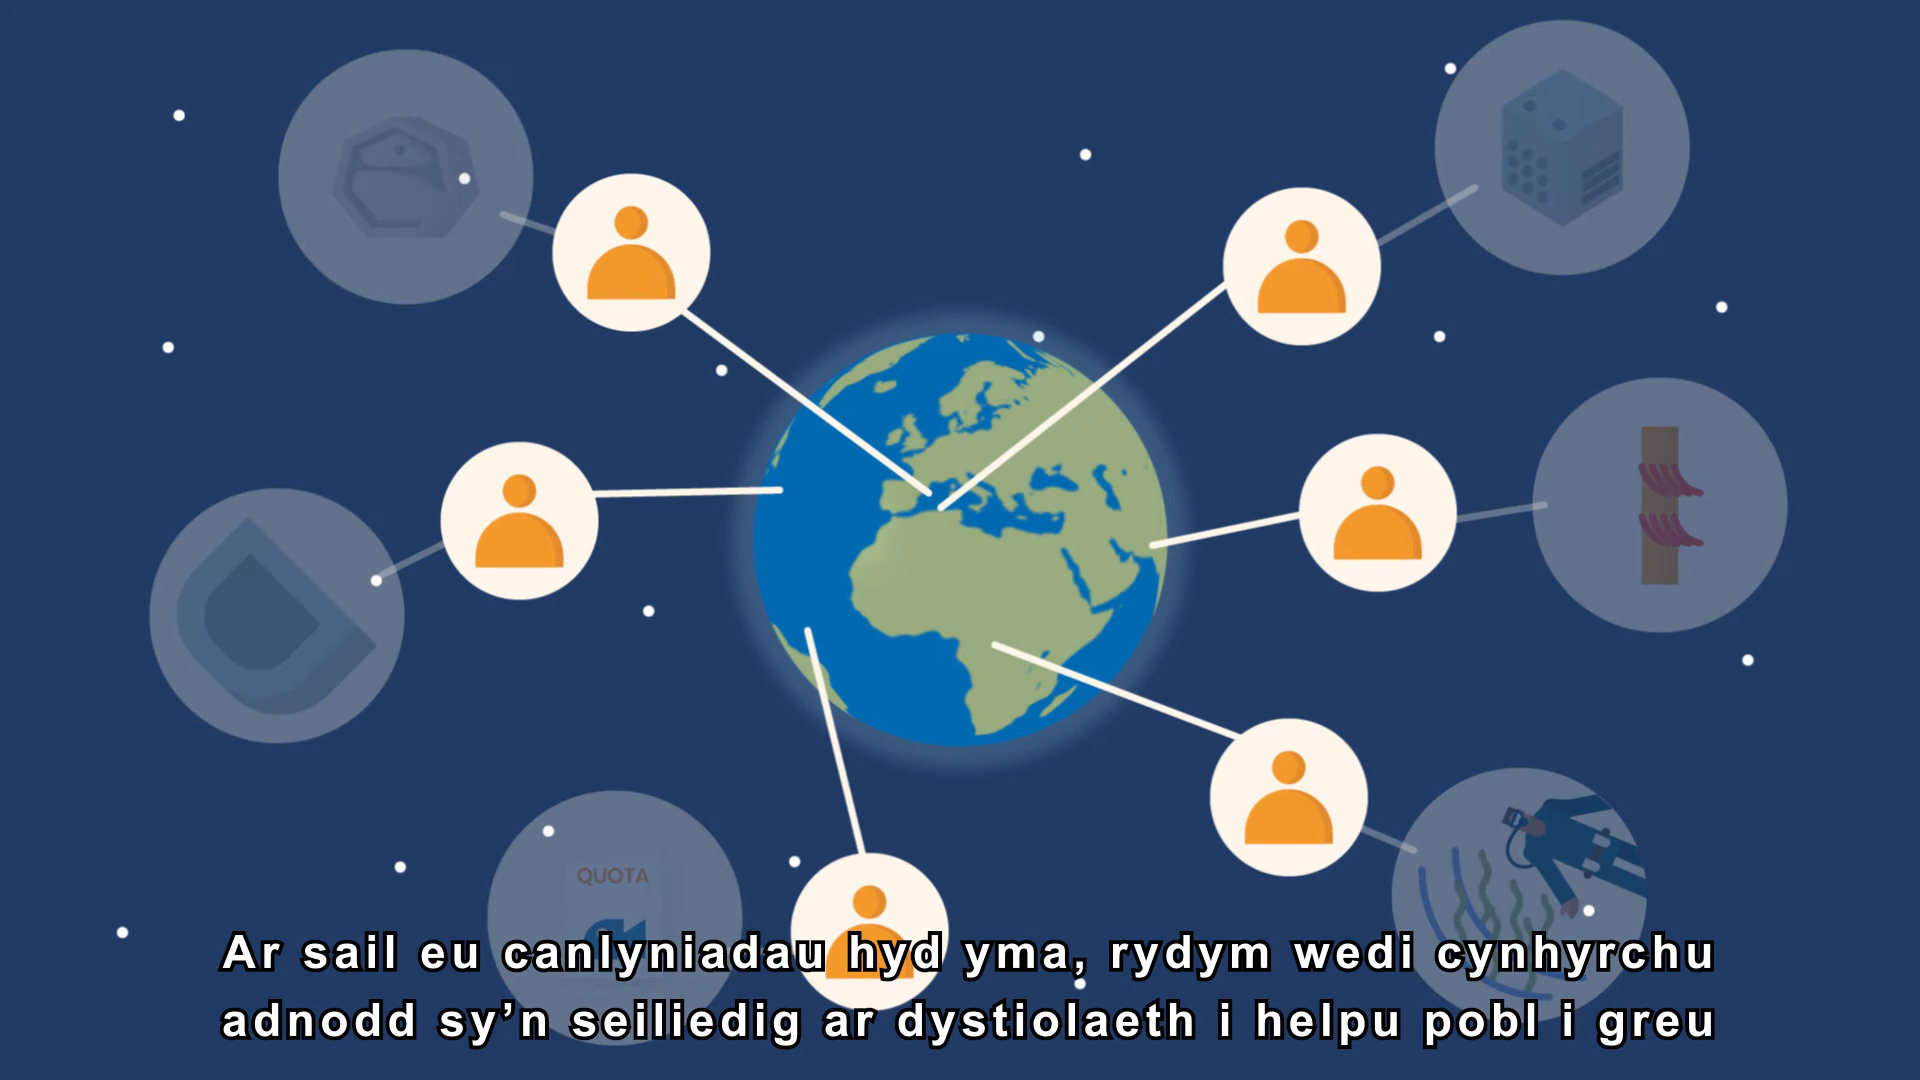 QUOTA
Ar sail eu canlyniadau hyd yma, rydym wedi cynhyrchu
adnodd sy’n seiliedig ar dystiolaeth i helpu pobl i greu